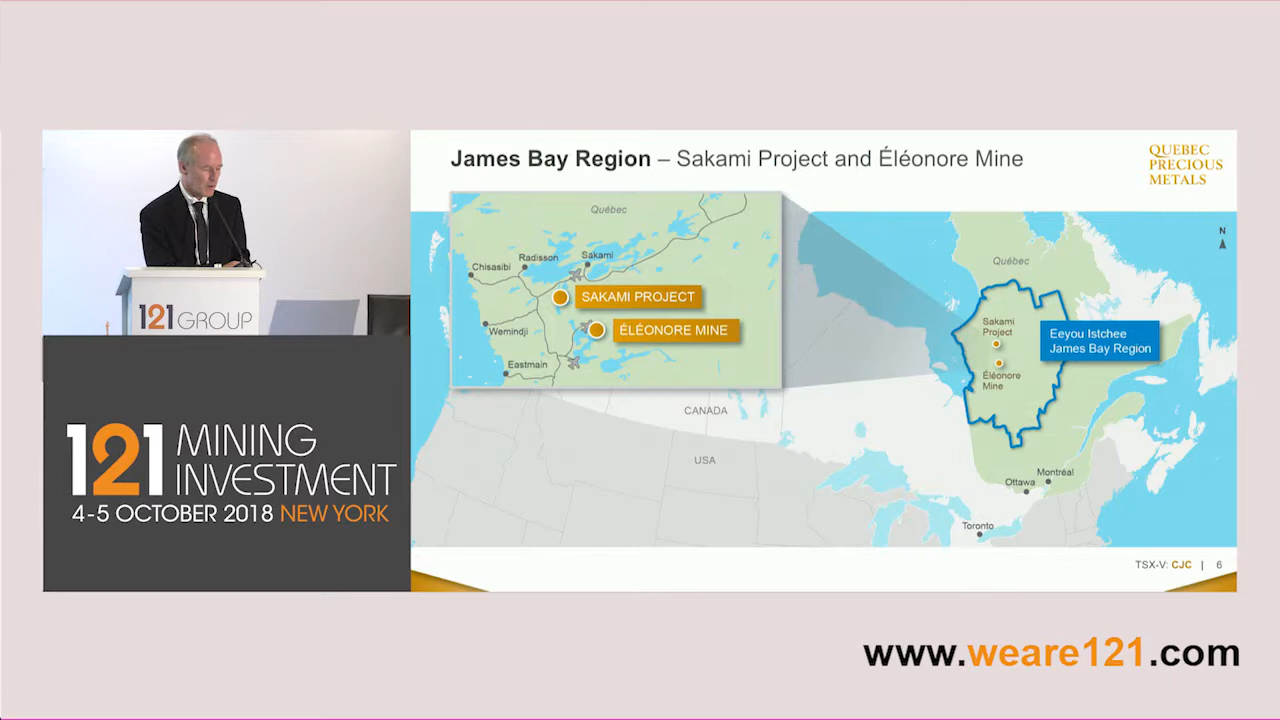 121 GROUP
121 MINING
INVESTMENT
4-5 OCTOBER 2018 NEW YORK
James Bay Region – Sakami Project and Éléonore Mine
QUEBEC
PRECIOUS
METALS
Québec
Sakami
Radisson
Chisasibi
SAKAMI PROJECT
Wemindji
ÉLÉONORE MINE
Eastmain
N
Québec
Sakami
Project
Eeyou Istchee
James Bay Region
Éléonore
Mine
CANADA
USA
Montréal
Ottawa
Toronto
TSX-V: CJC | 6
www.weare121.com